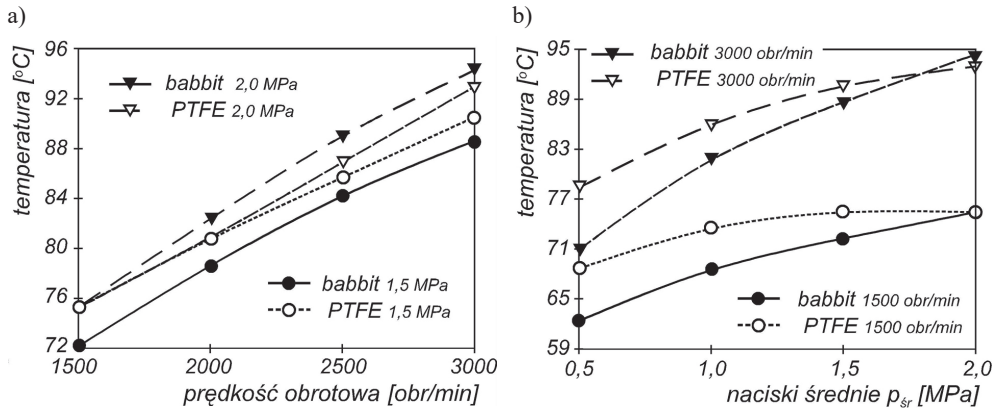 a)
temperatura [°C]
96
92
88
84
80
76
72
babbit 2,0 MPa
PTFE 2,0 MPa
babbit 1,5 MPa
PTFE 1,5 MPa
1500 2000 2500 3000
prędkość obrotowa [obr/min]
b)
temperatura [°C]
95
89
83
77
71
65
59
babbit 3000 obr/min
PTFE 3000 obr/min
babbit 1500 obr/min
PTFE 1500 obr/min
0,5 1,0 1,5 2,0
naciski średnie pśr [MPa]